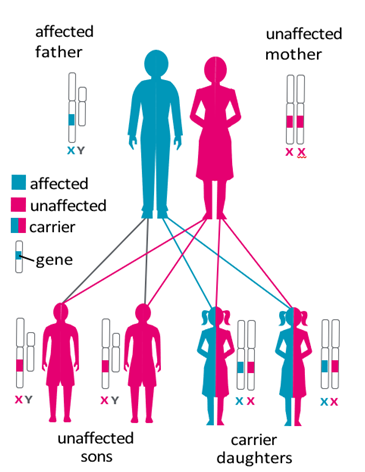 affected
father
unaffected
mother
X Y
X X
affected
unaffected
carrier
gene
X Y
X Y
X X
X X
unaffected
sons
carrier
daughters